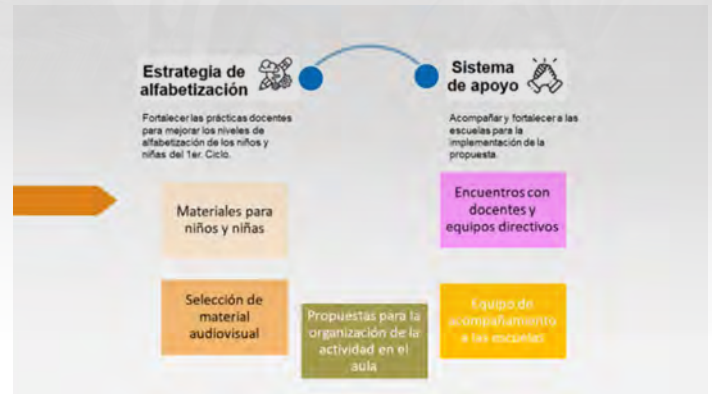 Estrategia de
alfabetización
Fortalecer las prácticas docentes
para mejorar los niveles de
alfabetización de los niños y
niñas del 1er. Ciclo.
Materiales para
niños y niñas
Selección de
material
audiovisual
Propuestas para la
organización de la
actividad en el
aula
Sistema
de apoyo
Acompañar y fortalecer a las
escuelas para la
implementación de la
propuesta.
Encuentros con
docentes y
equipos directivos
Equipo de
acompañamiento
a las escuelas